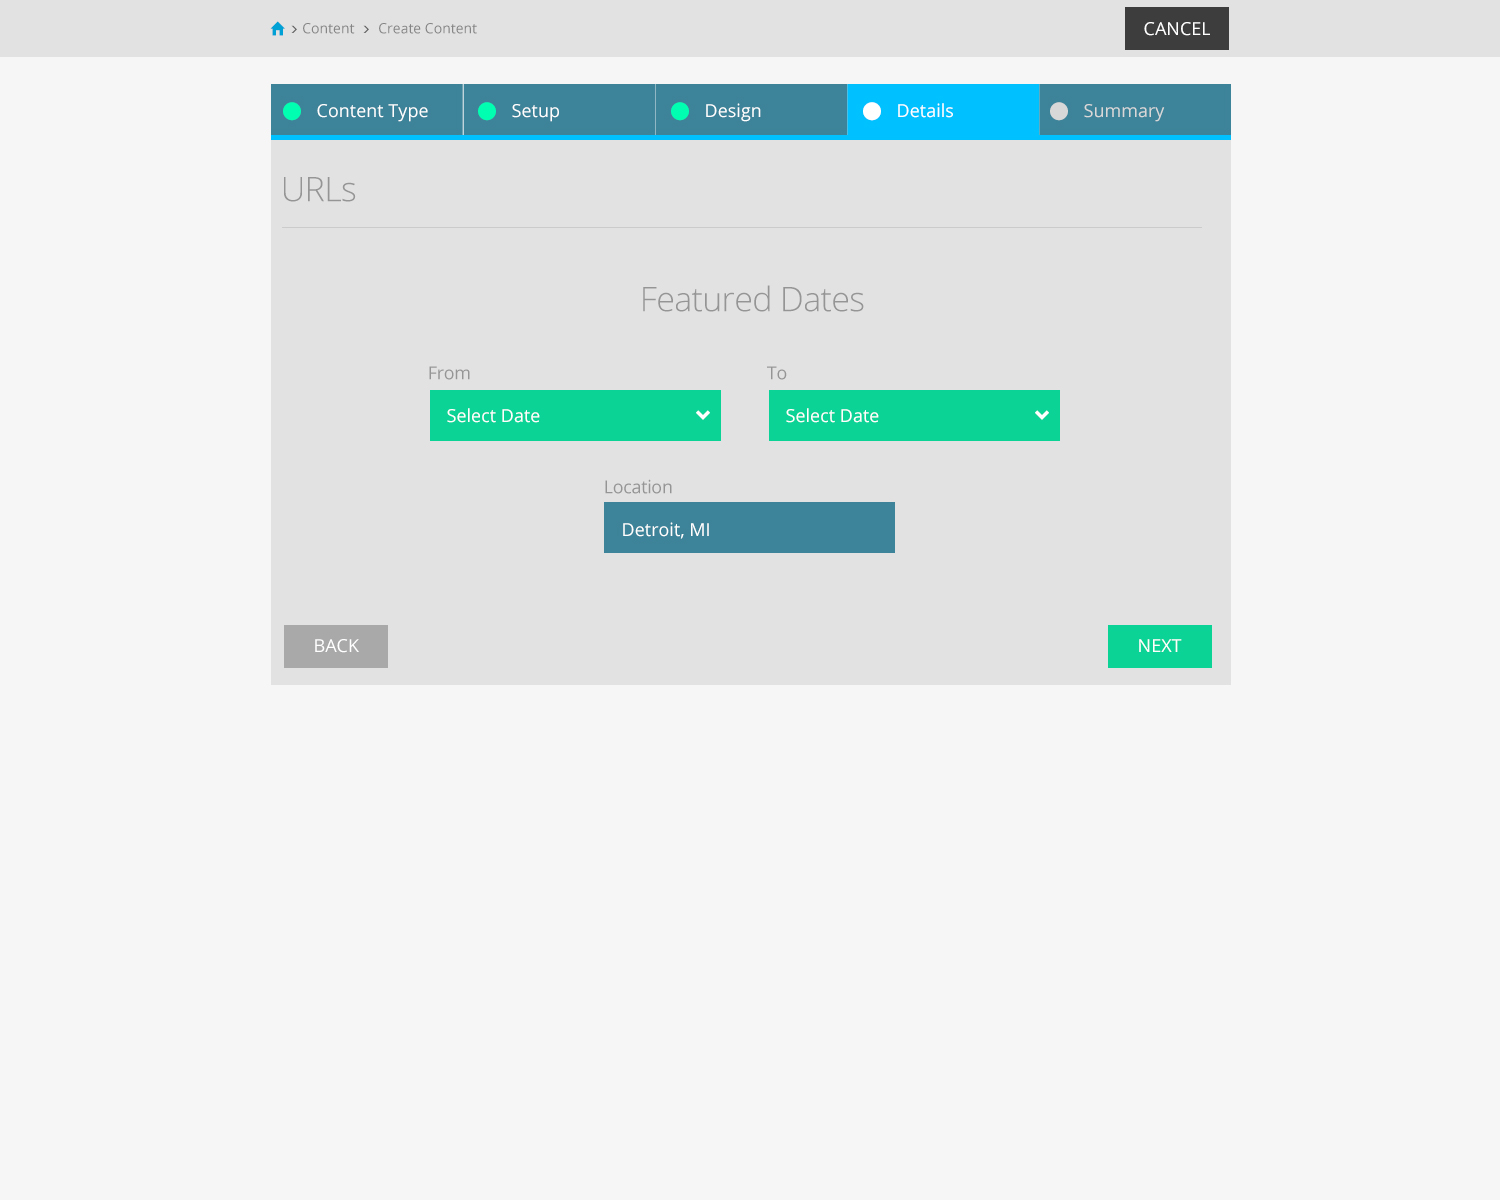 Content Create Content CANCEL
Content Type Setup Design Details Summary
URLs
Featured Dates
From To
Select Date Select Date
Location
Detroit, MI
BACK NEXT